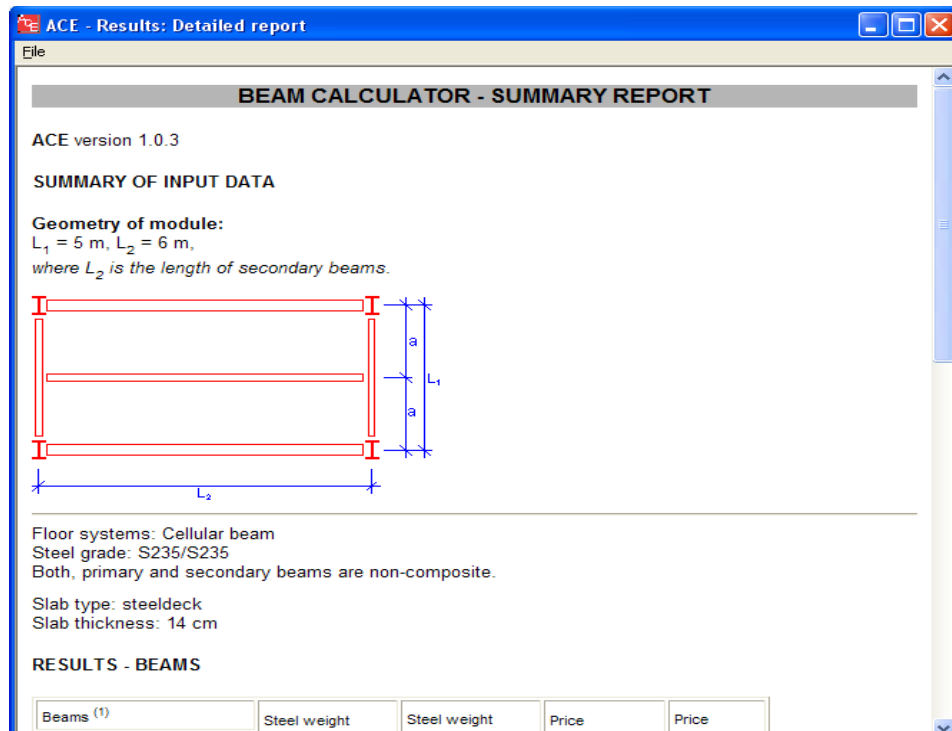 ACE - Results: Detailed report
File
BEAM CALCULATOR - SUMMARY REPORT
ACE version 1.0.3
SUMMARY OF INPUT DATA
Geometry of module:
L₁ = 5 m, L₂ = 6 m,
where L₂ is the length of secondary beams.
a
L₁
a
L₂
Floor systems: Cellular beam
Steel grade: S235/S235
Both, primary and secondary beams are non-composite.
Slab type: steeldeck
Slab thickness: 14 cm
RESULTS - BEAMS
Beams (1) Steel weight Steel weight Price Price